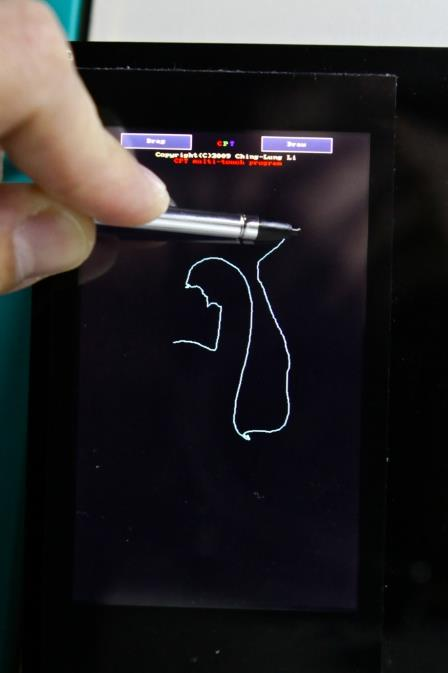 Drag
CPT
Draw
Copyright(C)2009 Ching-Lung Li
CPT multi-touch program